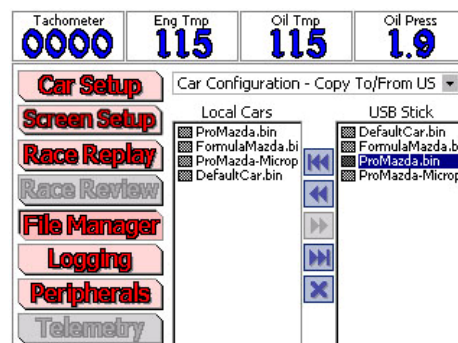 Tachometer Eng Tmp Oil Tmp Oil Press
0000 115 115 1.9
Car Setup
Screen Setup
Race Replay
Race Review
File Manager
Logging
Peripherals
Telemetry
Car Configuration - Copy To/From US
Local Cars
ProMazda.bin
FormulaMazda.bi
ProMazda-Microp
DefaultCar.bin
USB Stick
DefaultCar.bin
FormulaMazda.b
ProMazda.bin
ProMazda-Microp